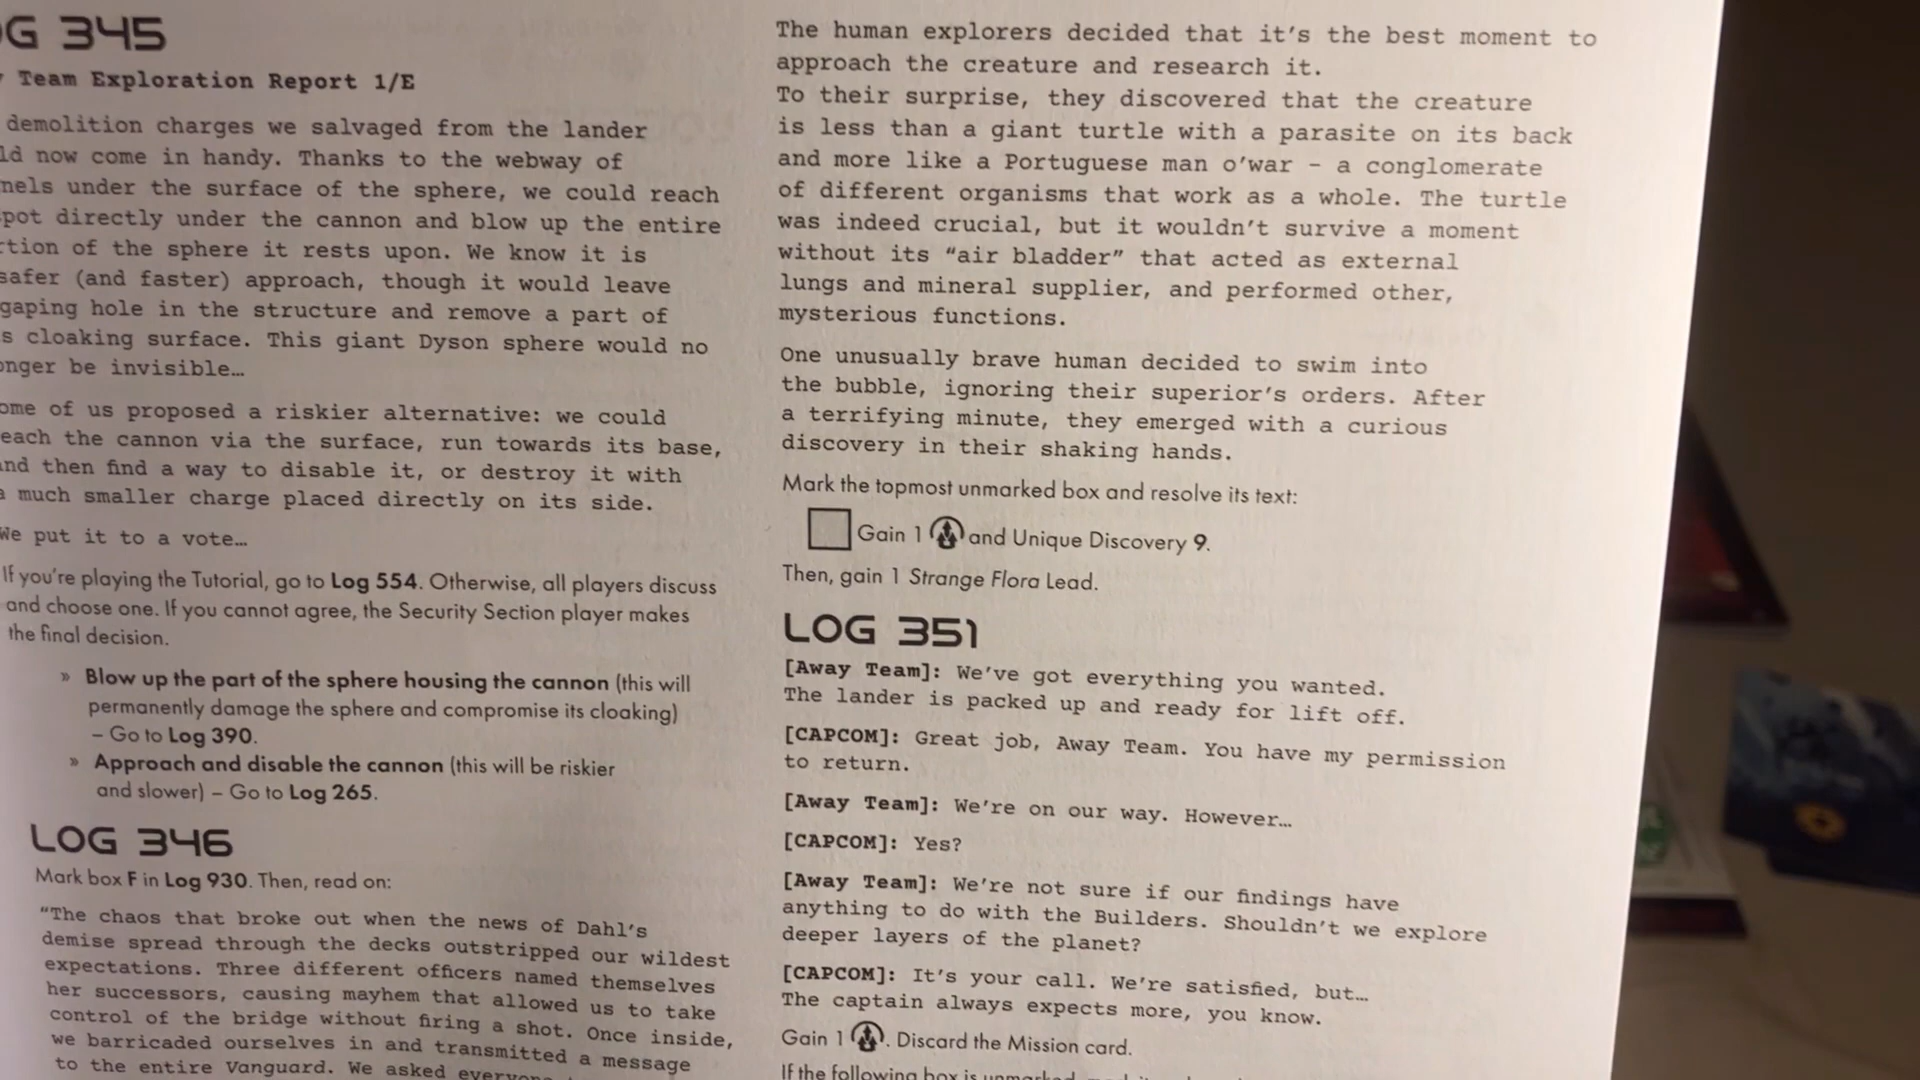 G 345
Team Exploration Report 1/E
demolition charges we salvaged from the lander
ld now come in handy. Thanks to the webway of
nels under the surface of the sphere, we could reach
pot directly under the cannon and blow up the entire
rtion of the sphere it rests upon. We know it is
safer (and faster) approach, though it would leave
gaping hole in the structure and remove a part of
s cloaking surface. This giant Dyson sphere would no
onger be invisible…
ome of us proposed a riskier alternative: we could
each the cannon via the surface, run towards its base,
nd then find a way to disable it, or destroy it with
a much smaller charge placed directly on its side.
We put it to a vote…
If you're playing the Tutorial, go to Log 554. Otherwise, all players discuss
and choose one. If you cannot agree, the Security Section player makes
the final decision.
» Blow up the part of the sphere housing the cannon (this will
permanently damage the sphere and compromise its cloaking)
– Go to Log 390.
» Approach and disable the cannon (this will be riskier
and slower) – Go to Log 265.
LOG 346
Mark box F in Log 930. Then, read on:
"The chaos that broke out when the news of Dahl's
demise spread through the decks outstripped our wildest
expectations. Three different officers named themselves
her successors, causing mayhem that allowed us to take
control of the bridge without firing a shot. Once inside,
we barricaded ourselves in and transmitted a message
to the entire Vanguard. We asked everyon
The human explorers decided that it's the best moment to
approach the creature and research it.
To their surprise, they discovered that the creature
is less than a giant turtle with a parasite on its back
and more like a Portuguese man o'war – a conglomerate
of different organisms that work as a whole. The turtle
was indeed crucial, but it wouldn't survive a moment
without its "air bladder" that acted as external
lungs and mineral supplier, and performed other,
mysterious functions.
One unusually brave human decided to swim into
the bubble, ignoring their superior's orders. After
a terrifying minute, they emerged with a curious
discovery in their shaking hands.
Mark the topmost unmarked box and resolve its text:
Gain 1 and Unique Discovery 9.
Then, gain 1 Strange Flora Lead.
LOG 351
[Away Team]: We've got everything you wanted.
The lander is packed up and ready for lift off.
[CAPCOM]: Great job, Away Team. You have my permission
to return.
[Away Team]: We're on our way. However…
[CAPCOM]: Yes?
[Away Team]: We're not sure if our findings have
anything to do with the Builders. Shouldn't we explore
deeper layers of the planet?
[CAPCOM]: It's your call. We're satisfied, but…
The captain always expects more, you know.
Gain 1 . Discard the Mission card.
If the following box is unmarked,